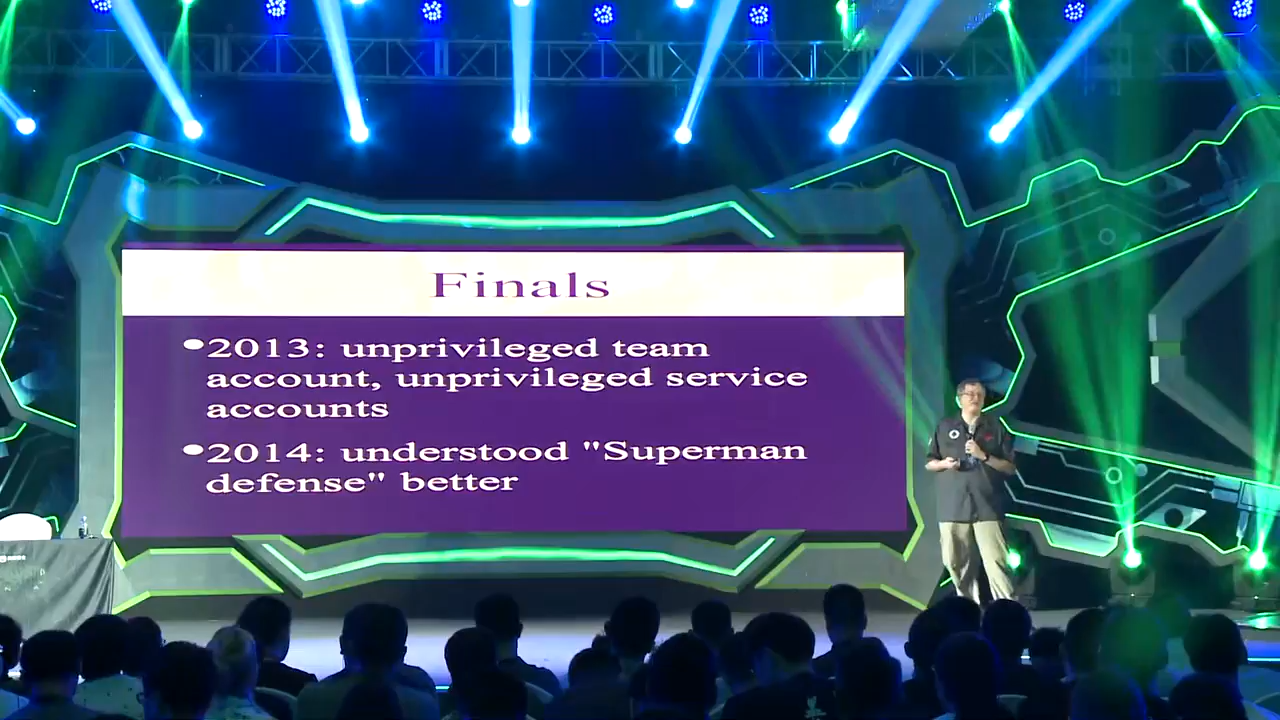 Finals
•2013: unprivileged team
account, unprivileged service
accounts
•2014: understood "Superman
defense" better